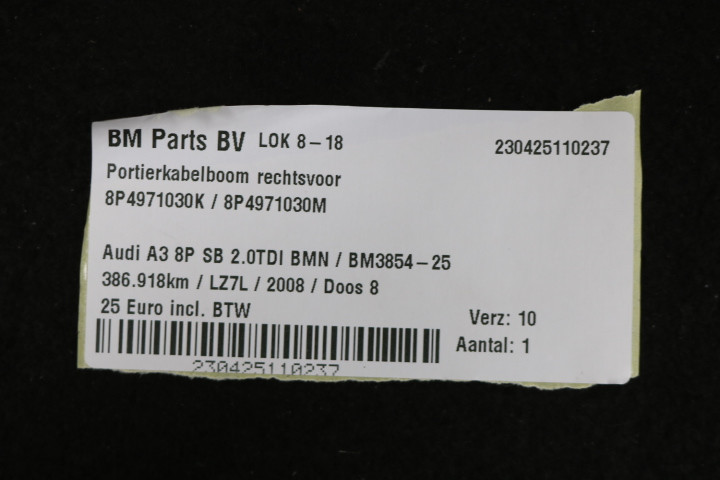 BM Parts BV LOK 8-18 230425110237
Portierkabelboom rechtsvoor
8P4971030K / 8P4971030M
Audi A3 8P SB 2.0TDI BMN / BM3854-25
386.918km / LZ7L / 2008 / Doos 8
25 Euro incl. BTW
Verz: 10
Aantal: 1
230425110237